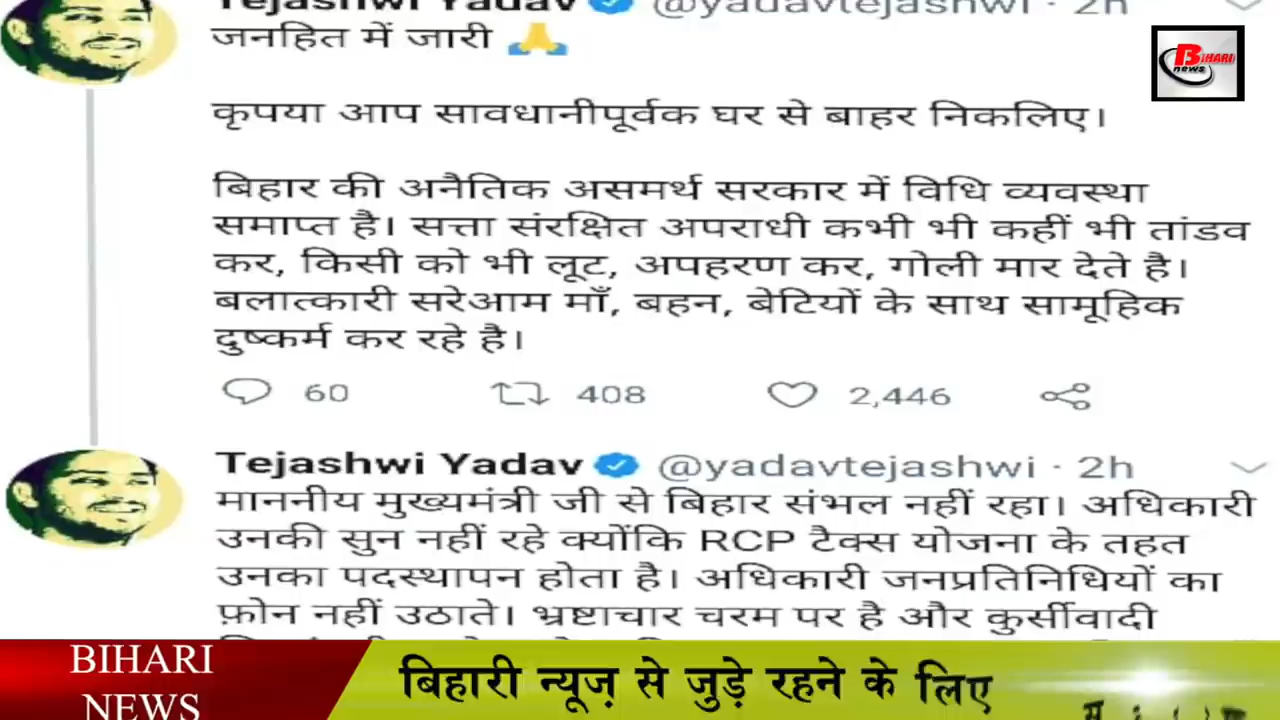 Tejashwi Yadav @yadavtejashwi · 2h
जनहित में जारी 🙏
BIHARI
news
कृपया आप सावधानीपूर्वक घर से बाहर निकलिए।
बिहार की अनैतिक असमर्थ सरकार में विधि व्यवस्था
समाप्त है। सत्ता संरक्षित अपराधी कभी भी कहीं भी तांडव
कर, किसी को भी लूट, अपहरण कर, गोली मार देते है।
बलात्कारी सरेआम माँ, बहन, बेटियों के साथ सामूहिक
दुष्कर्म कर रहे है।
60 408 2,446
Tejashwi Yadav @yadavtejashwi · 2h
माननीय मुख्यमंत्री जी से बिहार संभल नहीं रहा। अधिकारी
उनकी सुन नहीं रहे क्योंकि RCP टैक्स योजना के तहत
उनका पदस्थापन होता है। अधिकारी जनप्रतिनिधियों का
फ़ोन नहीं उठाते। भ्रष्टाचार चरम पर है और कुर्सीवादी
BIHARI
NEWS
बिहारी न्यूज़ से जुड़े रहने के लिए